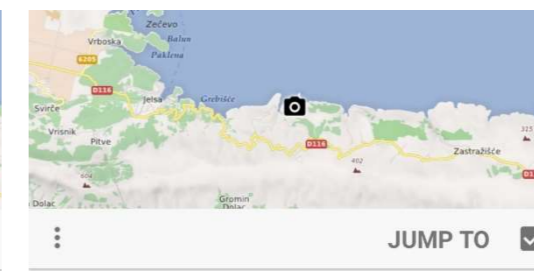 Zečevo
Vrboska
Balun
Paklena
6205
D116
Jelsa
Grebišće
Svirče
Vrisnik
Pitve
D116
402
315
Zastražišće
604
Dolac
Gromin
Dolac
JUMP TO